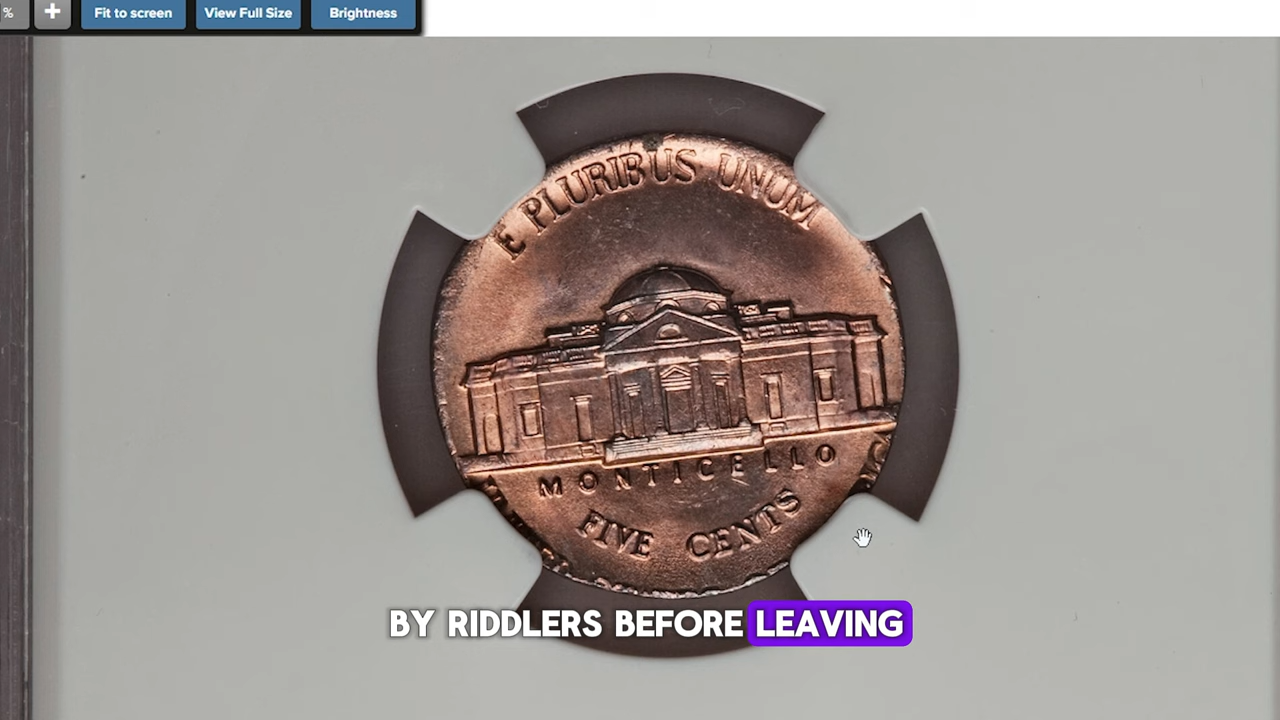 %
+
Fit to screen
View Full Size
Brightness
E PLURIBUS UNUM
MONTICELLO
FIVE CENTS
BY RIDDLERS BEFORE LEAVING